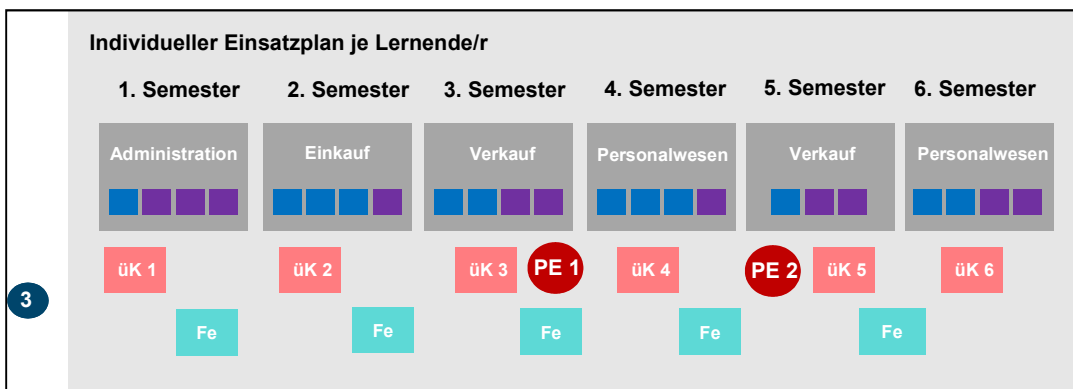 Individueller Einsatzplan je Lernende/r
1. Semester 2. Semester 3. Semester 4. Semester 5. Semester 6. Semester
Administration Einkauf Verkauf Personalwesen Verkauf Personalwesen
üK 1 üK 2 üK 3 PE 1 üK 4 PE 2 üK 5 üK 6
3
Fe Fe Fe Fe Fe